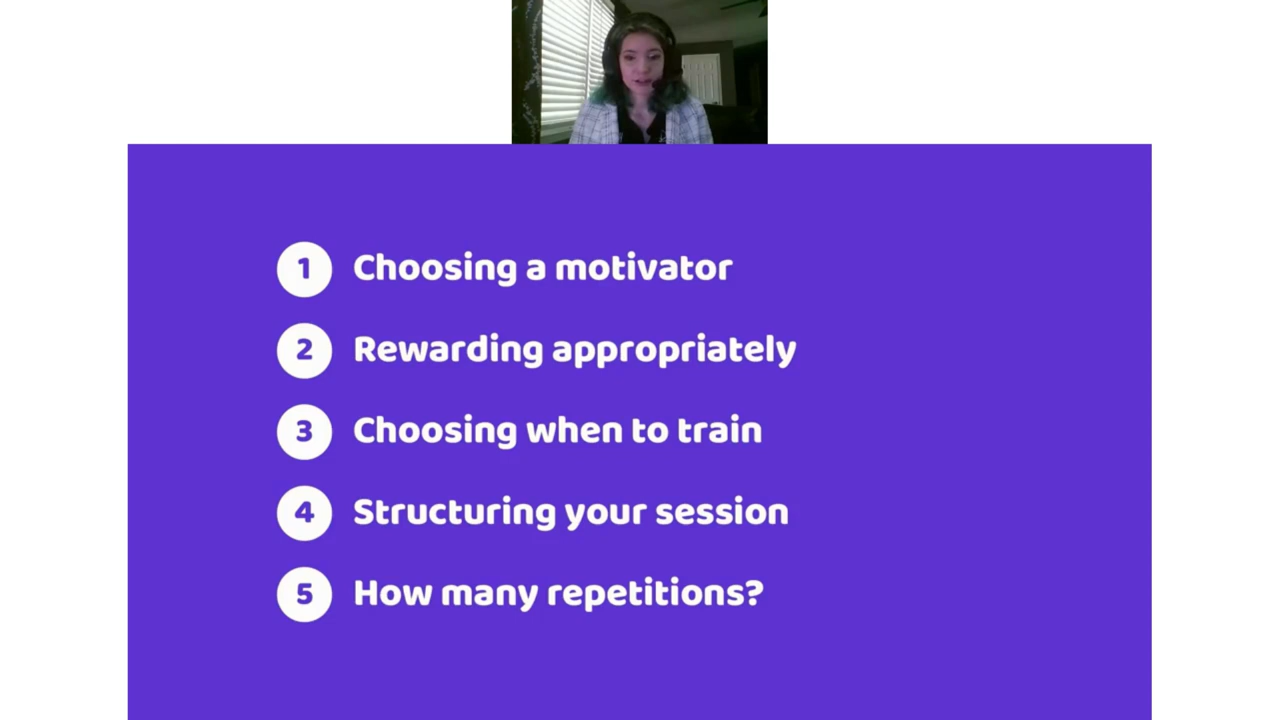 1 Choosing a motivator
2 Rewarding appropriately
3 Choosing when to train
4 Structuring your session
5 How many repetitions?